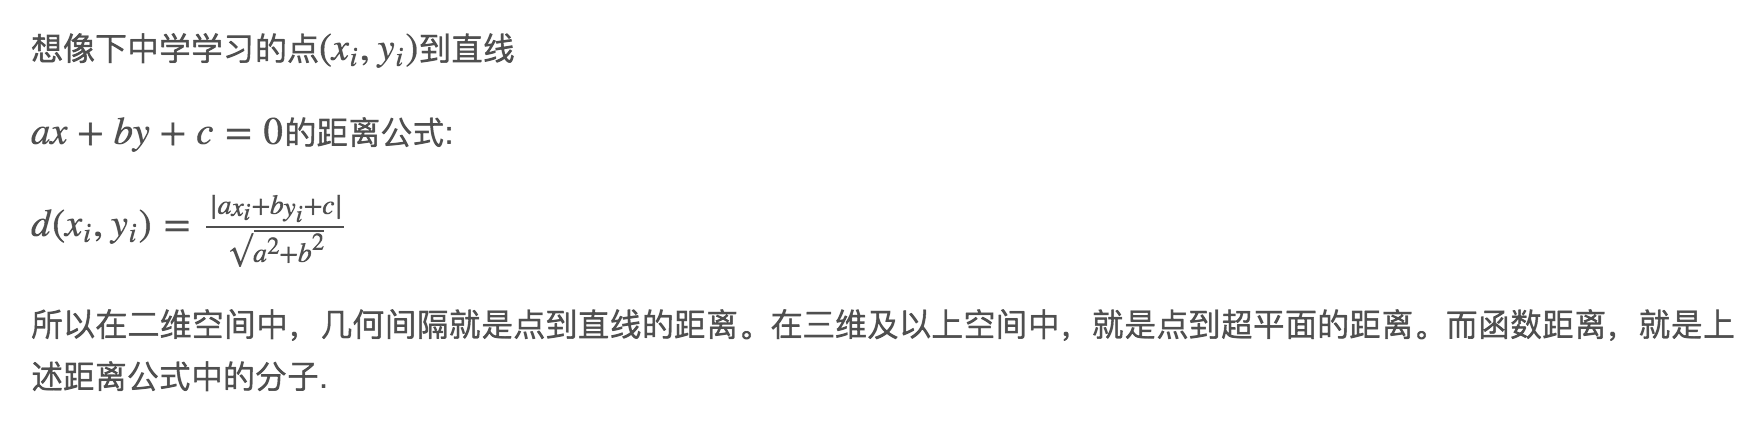 想像下中学学习的点(xᵢ, yᵢ)到直线
ax + by + c = 0的距离公式:
d(xᵢ, yᵢ) = |axᵢ+byᵢ+c| / √(a²+b²)
所以在二维空间中，几何间隔就是点到直线的距离。在三维及以上空间中，就是点到超平面的距离。而函数距离，就是上
述距离公式中的分子.